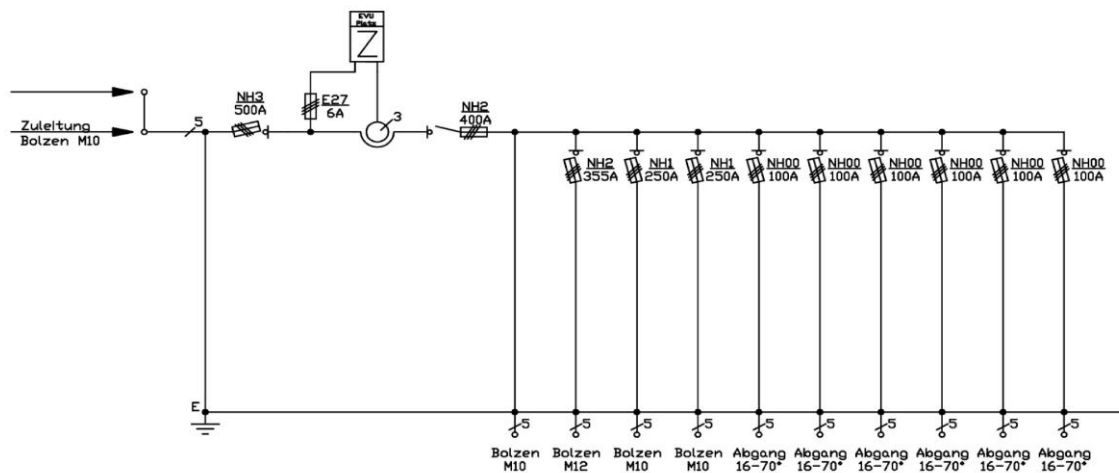 EVU
Platz
Z
Zuleitung
Bolzen M10
5
NH3
500A
E27
6A
3
NH2
400A
NH2
355A
NH1
250A
NH1
250A
NH00
100A
NH00
100A
NH00
100A
NH00
100A
NH00
100A
NH00
100A
E
5
5
5
5
5
5
5
5
5
5
Bolzen
M10
Bolzen
M12
Bolzen
M10
Bolzen
M10
Abgang
16-70°
Abgang
16-70°
Abgang
16-70°
Abgang
16-70°
Abgang
16-70°
Abgang
16-70°